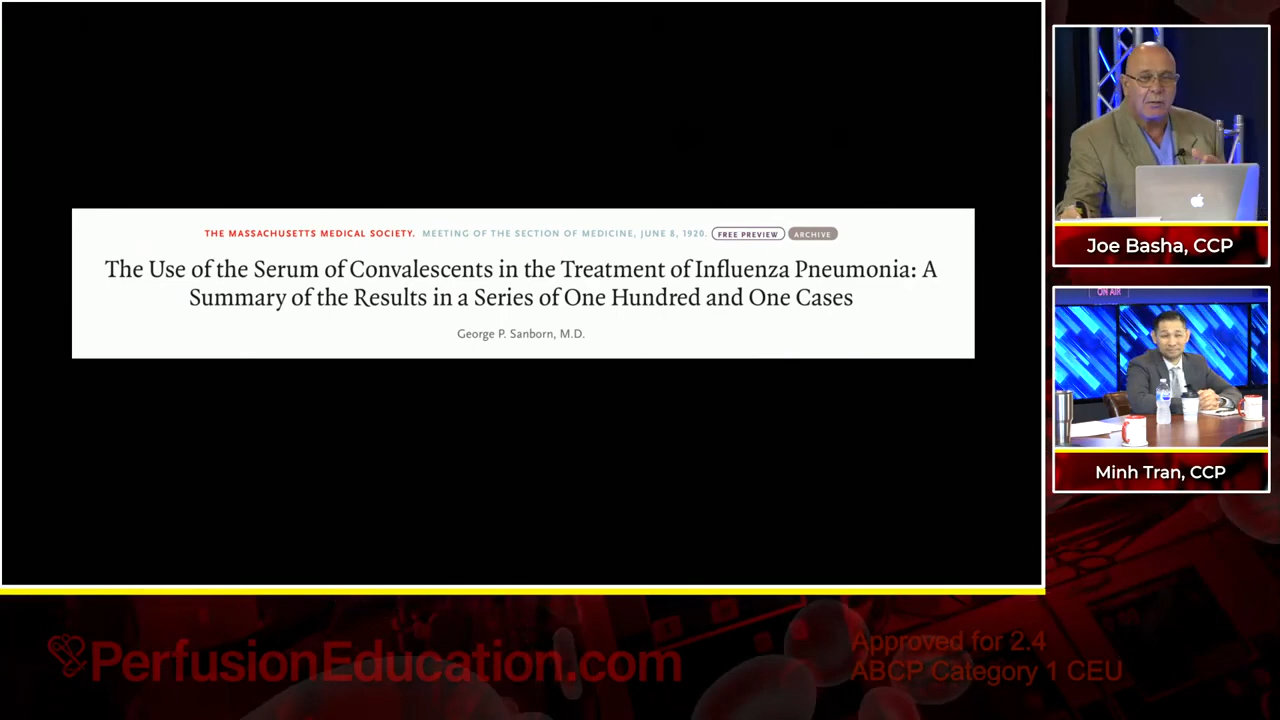 THE MASSACHUSETTS MEDICAL SOCIETY. MEETING OF THE SECTION OF MEDICINE, JUNE 8, 1920. FREE PREVIEW ARCHIVE
The Use of the Serum of Convalescents in the Treatment of Influenza Pneumonia: A
Summary of the Results in a Series of One Hundred and One Cases
George P. Sanborn, M.D.
Joe Basha, CCP
ON AIR
Minh Tran, CCP
PerfusionEducation.com
Approved for 2.4
ABCP Category 1 CEU